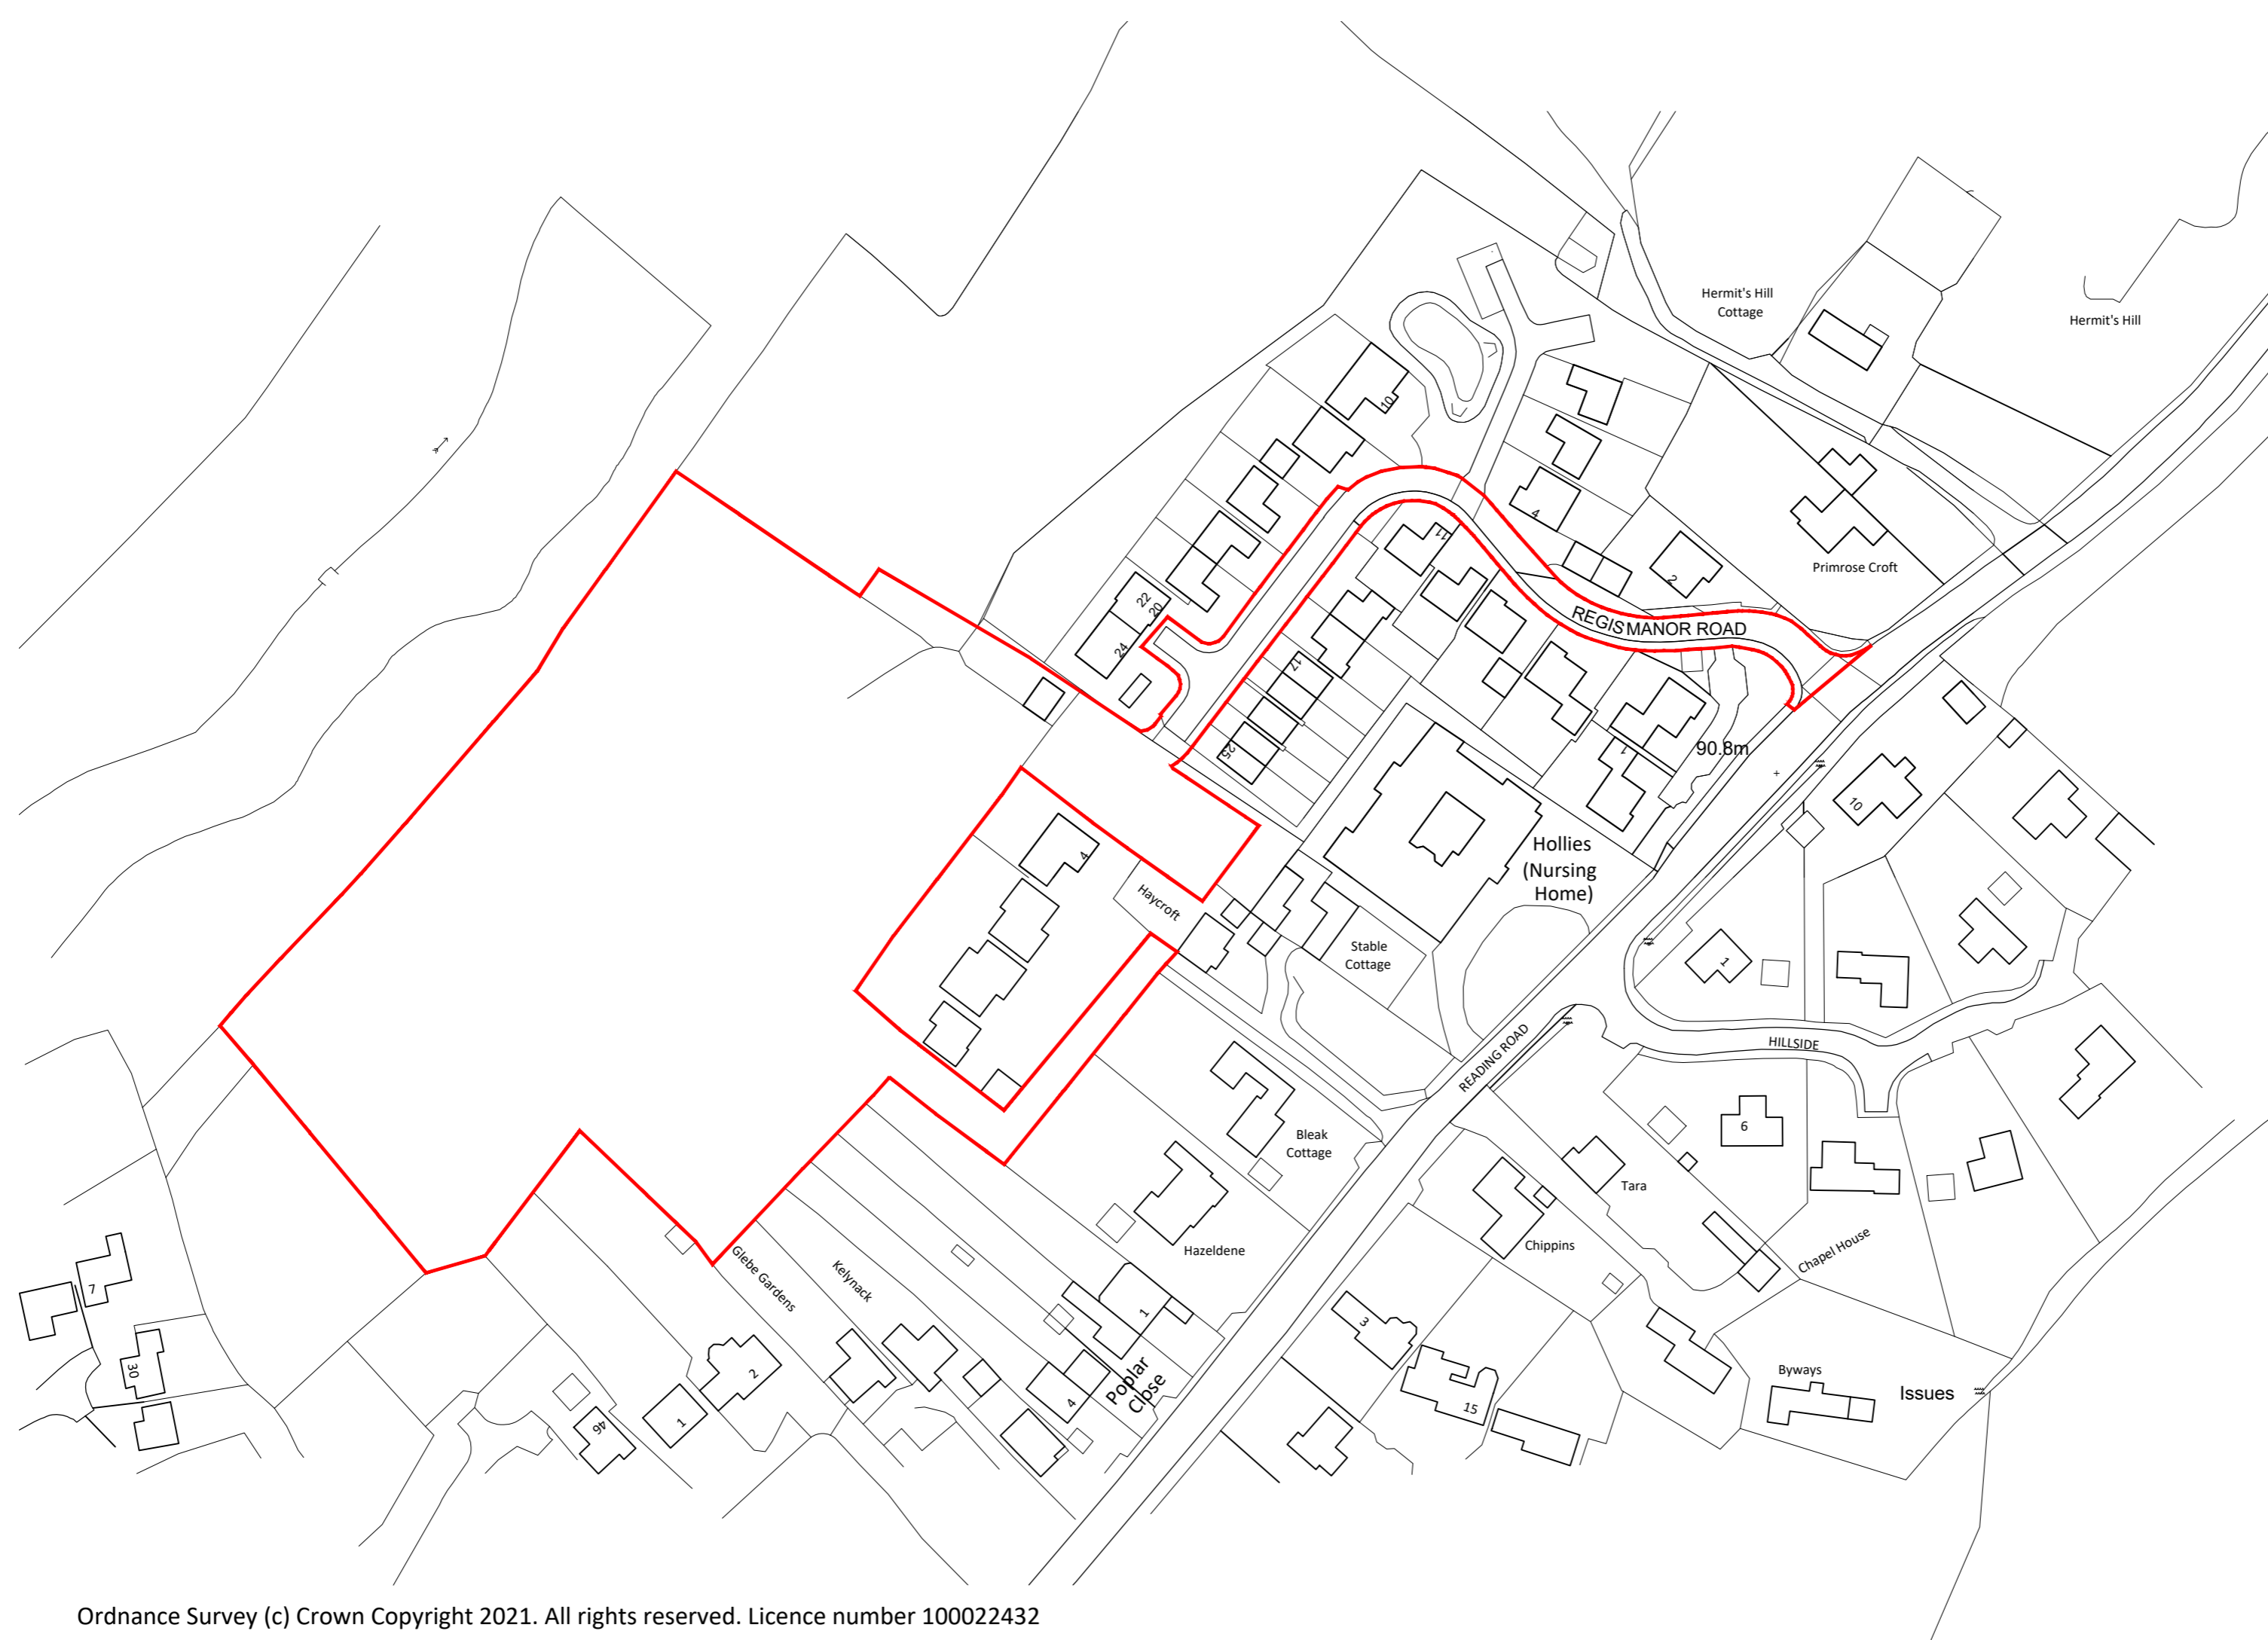 Hermit's Hill
Cottage
Hermit's Hill
10
4
11
2
Primrose Croft
22
20
24
REGIS MANOR ROAD
17
25
1
90.8m
10
4
Haycroft
Hollies
(Nursing
Home)
Stable
Cottage
1
READING ROAD
HILLSIDE
6
Bleak
Cottage
Tara
Hazeldene
Chippins
Chapel House
Glebe Gardens
Kelynack
7
30
1
3
2
1
46
4
Poplar
Close
15
Byways
Issues
Ordnance Survey (c) Crown Copyright 2021. All rights reserved. Licence number 100022432